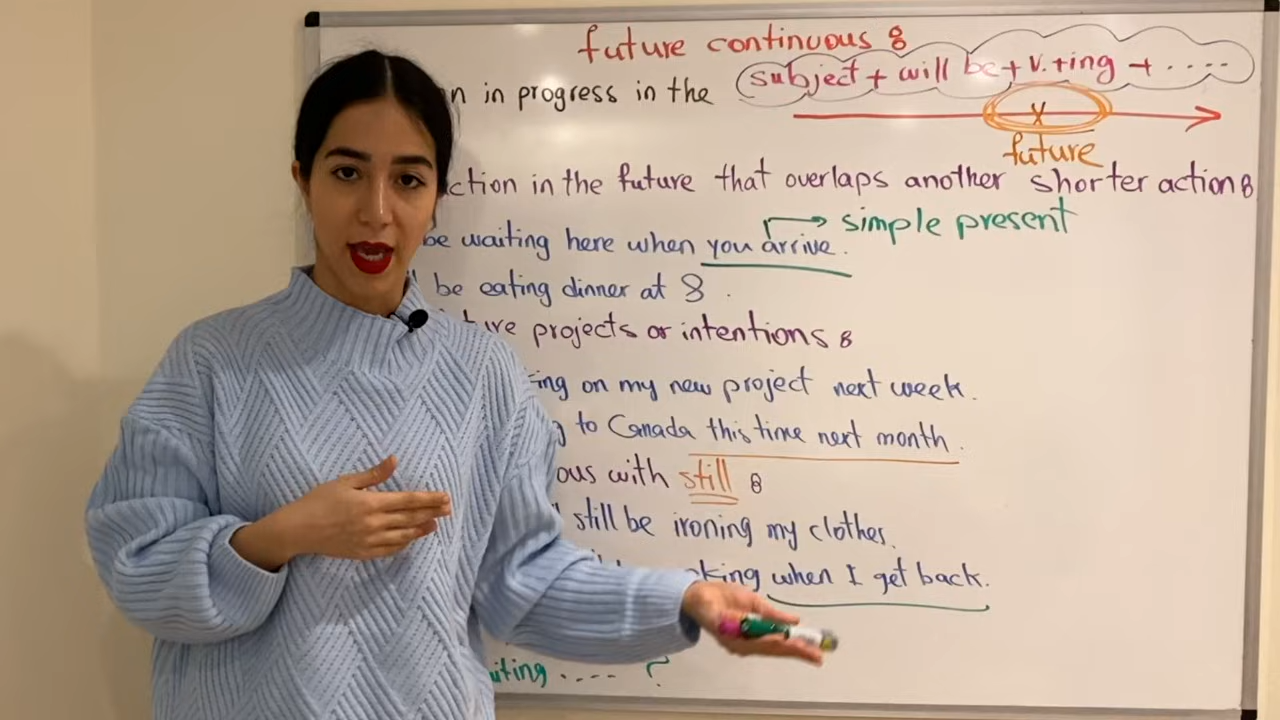 future continuous :
subject + will be + v. + ing + ....
n in progress in the
future
ction in the future that overlaps another shorter action :
simple present
be waiting here when you arrive.
be eating dinner at 8 .
ure projects or intentions :
ing on my new project next week.
g to Canada this time next month .
ous with still :
still be ironing my clothes.
king when I get back.
iting .... ?